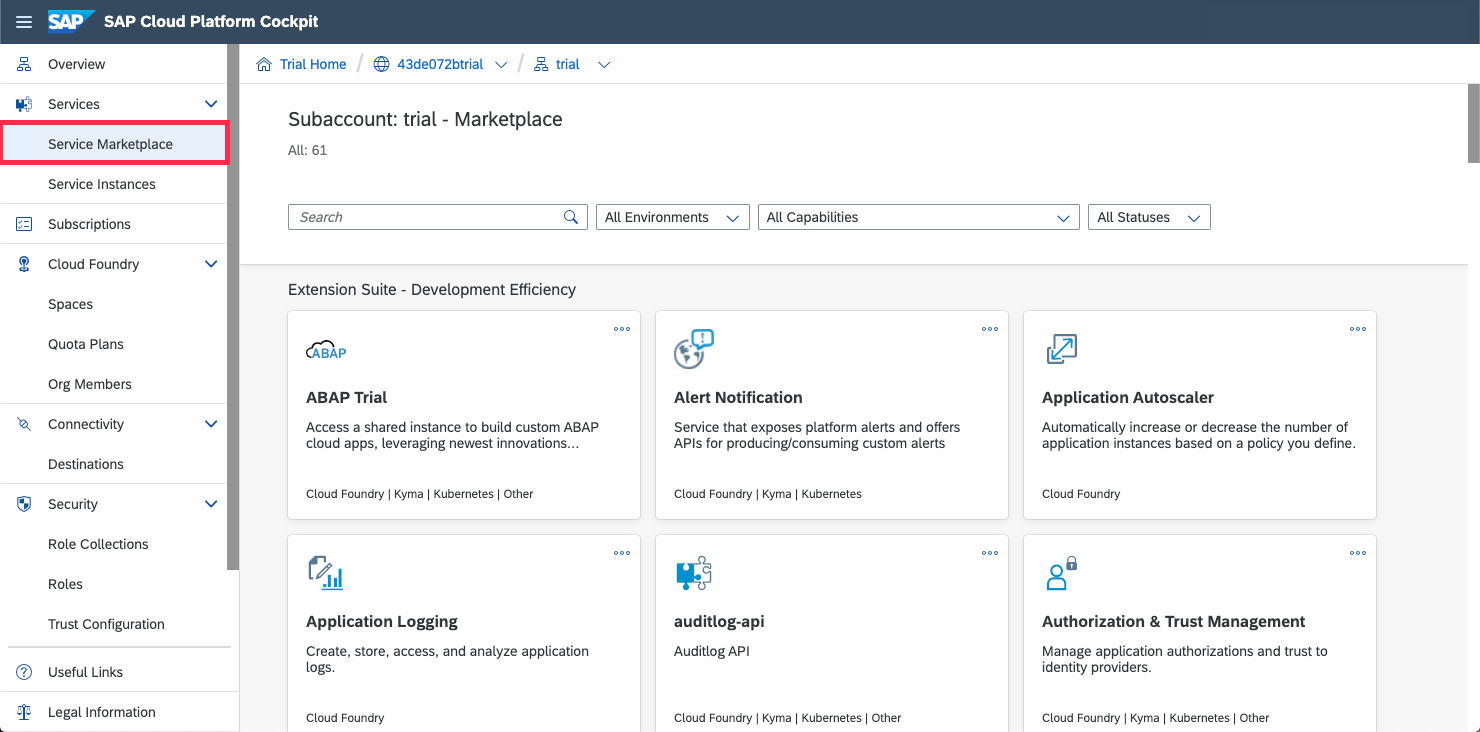 SAP SAP Cloud Platform Cockpit
Overview
Services
Service Marketplace
Service Instances
Subscriptions
Cloud Foundry
Spaces
Quota Plans
Org Members
Connectivity
Destinations
Security
Role Collections
Roles
Trust Configuration
Useful Links
Legal Information
Trial Home / 43de072btrial / trial
Subaccount: trial - Marketplace
All: 61
Search All Environments All Capabilities All Statuses
Extension Suite - Development Efficiency
ABAP
ABAP Trial
Access a shared instance to build custom ABAP
cloud apps, leveraging newest innovations…
Cloud Foundry | Kyma | Kubernetes | Other
Alert Notification
Service that exposes platform alerts and offers
APIs for producing/consuming custom alerts
Cloud Foundry | Kyma | Kubernetes
Application Autoscaler
Automatically increase or decrease the number of
application instances based on a policy you define.
Cloud Foundry
Application Logging
Create, store, access, and analyze application
logs.
Cloud Foundry
auditlog-api
Auditlog API
Cloud Foundry | Kyma | Kubernetes | Other
Authorization & Trust Management
Manage application authorizations and trust to
identity providers.
Cloud Foundry | Kyma | Kubernetes | Other